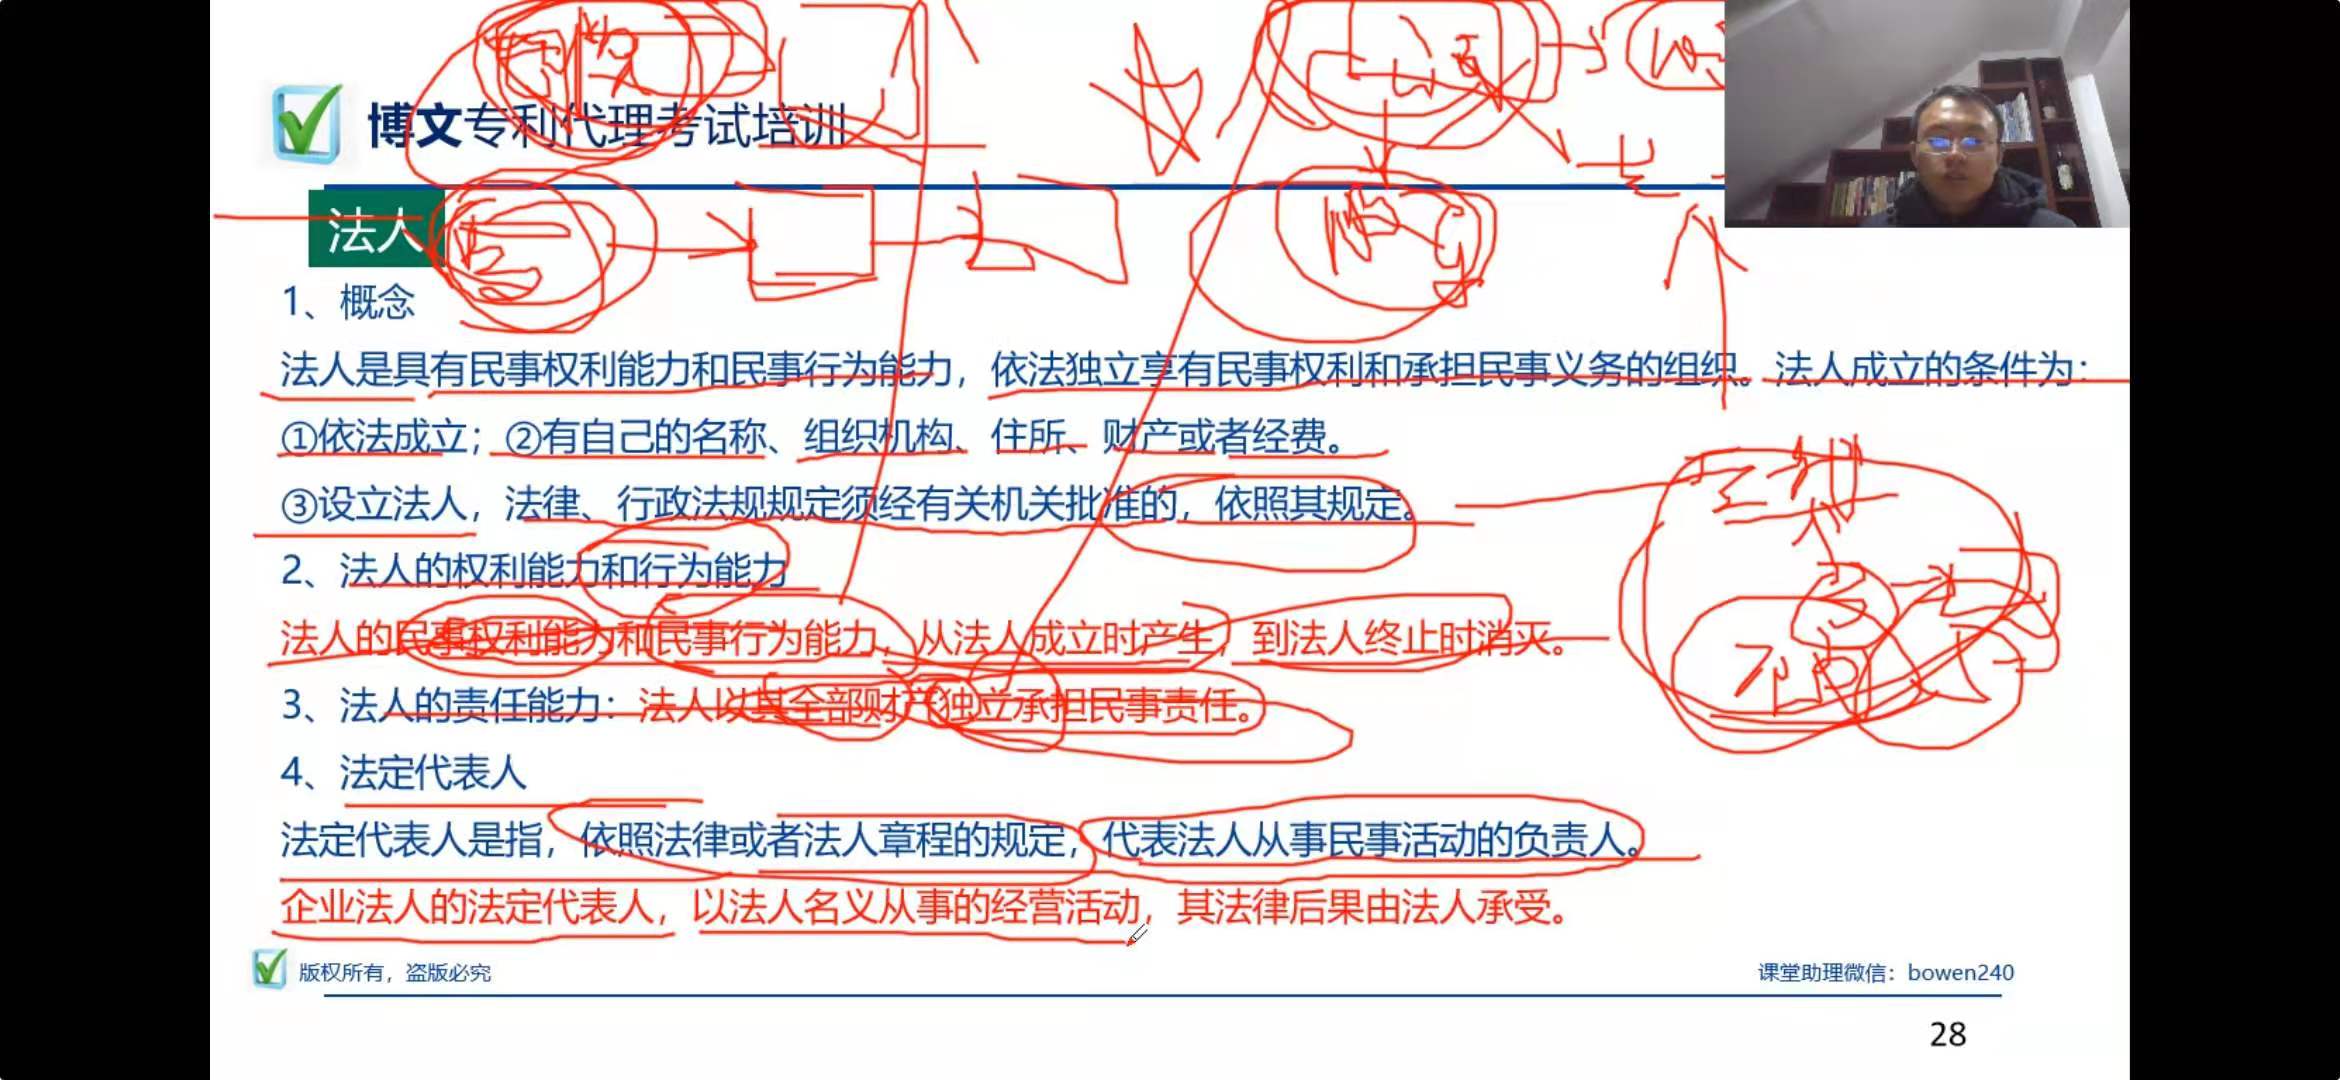 博文专利代理考试培训
法人
1、概念
法人是具有民事权利能力和民事行为能力，依法独立享有民事权利和承担民事义务的组织。法人成立的条件为：
①依法成立；②有自己的名称、组织机构、住所、财产或者经费。
③设立法人，法律、行政法规规定须经有关机关批准的，依照其规定。
2、法人的权利能力和行为能力
法人的民事权利能力和民事行为能力，从法人成立时产生，到法人终止时消灭。
3、法人的责任能力：法人以其全部财产独立承担民事责任。
4、法定代表人
法定代表人是指，依照法律或者法人章程的规定，代表法人从事民事活动的负责人。
企业法人的法定代表人，以法人名义从事的经营活动，其法律后果由法人承受。
版权所有，盗版必究
课堂助理微信：bowen240
28